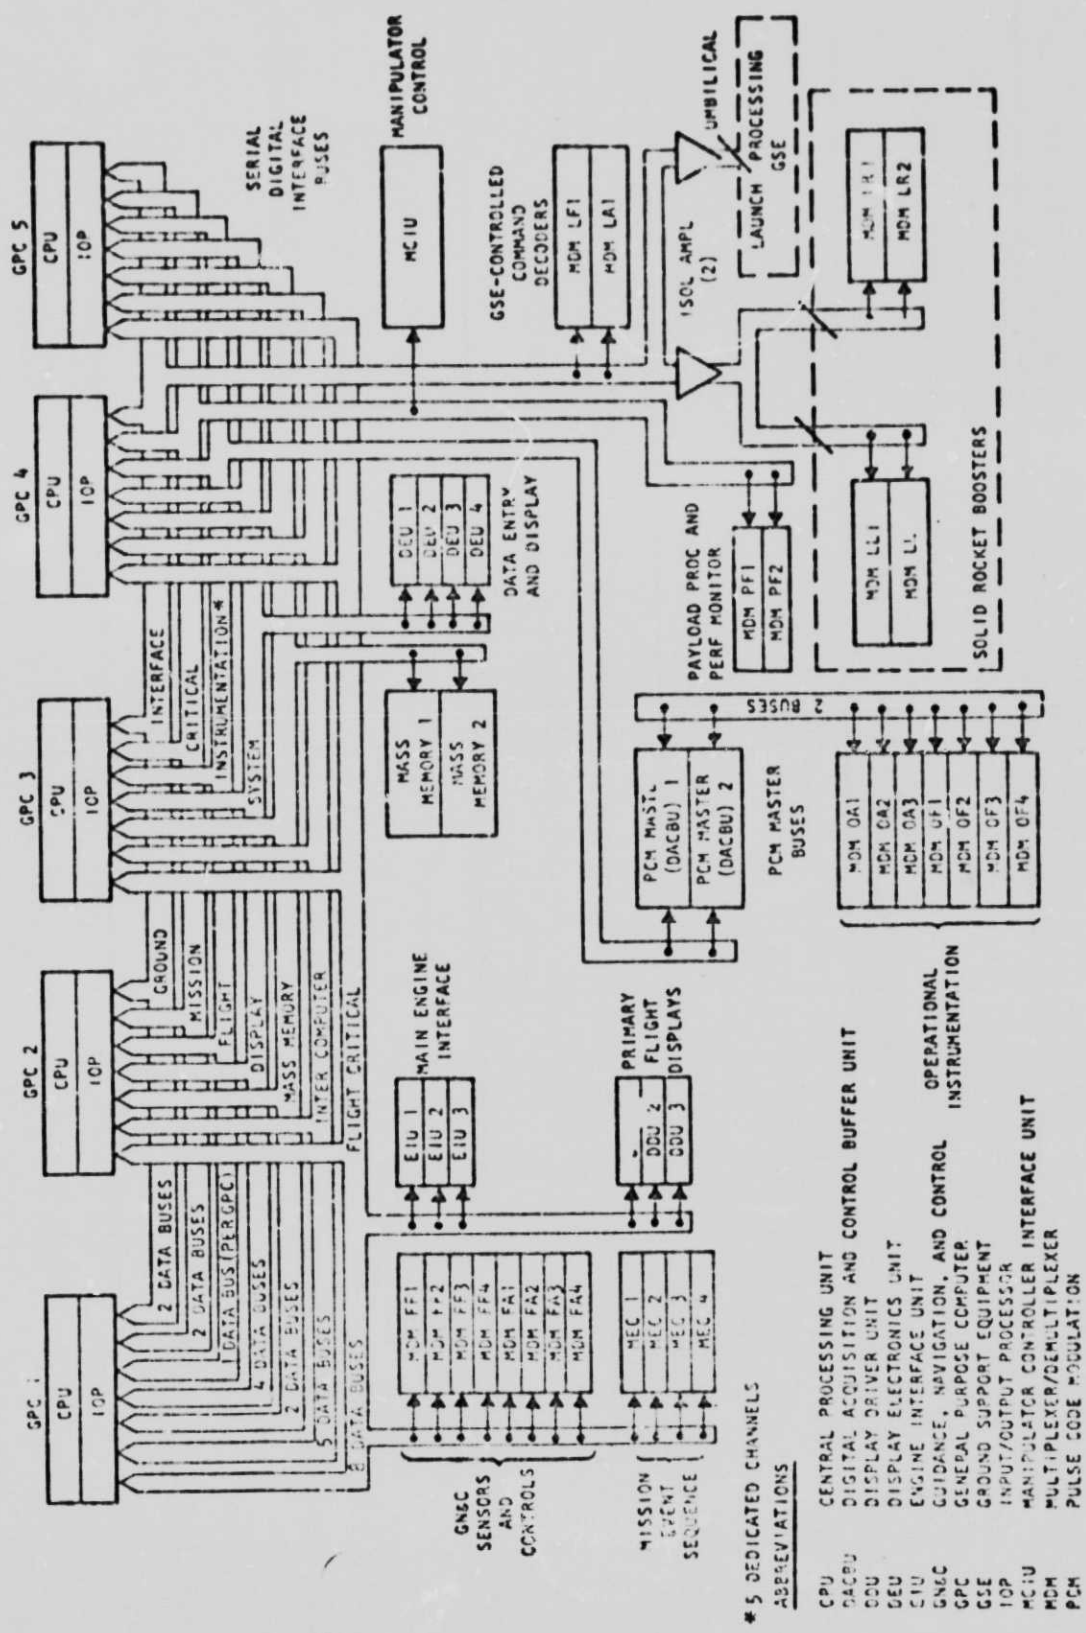 GPC 1
CPU
IOP
GPC 2
CPU
IOP
GPC 3
CPU
IOP
GPC 4
CPU
IOP
GPC 5
CPU
IOP
2 DATA BUSES
2 DATA BUSES
1 DATA BUS (PER GPC)
4 DATA BUSES
2 DATA BUSES
5 DATA BUSES
8 DATA BUSES
GROUND
INTERFACE
MISSION
CRITICAL
FLIGHT
INSTRUMENTATION*
DISPLAY
SYSTEM
MASS MEMORY
INTER COMPUTER
FLIGHT CRITICAL
SERIAL
DIGITAL
INTERFACE
BUSES
GN&C
SENSORS
AND
CONTROLS
MDM FF1
MDM FF2
MDM FF3
MDM FF4
MDM FA1
MDM FA2
MDM FA3
MDM FA4
MISSION
EVENT
SEQUENCE
MEC 1
MEC 2
MEC 3
MEC 4
EIU 1
EIU 2
EIU 3
MAIN ENGINE
INTERFACE
DDU 2
DDU 3
PRIMARY
FLIGHT
DISPLAYS
MASS
MEMORY 1
MASS
MEMORY 2
DEU 1
DEU 2
DEU 3
DEU 4
DATA ENTRY
AND DISPLAY
MCIU
MANIPULATOR
CONTROL
GSE-CONTROLLED
COMMAND
DECODERS
MDM LF1
MDM LA1
ISOL AMPL
(2)
UMBILICAL
LAUNCH PROCESSING
GSE
PCM MASTE
(DACBU) 1
PCM MASTER
(DACBU) 2
PCM MASTER
BUSES
2 BUSES
PAYLOAD PROC AND
PERF MONITOR
MDM PF1
MDM PF2
MDM LL1
MDM LL
MDM LR1
MDM LR2
SOLID ROCKET BOOSTERS
OPERATIONAL
INSTRUMENTATION
MDM OA1
MDM OA2
MDM OA3
MDM OF1
MDM OF2
MDM OF3
MDM OF4
*5 DEDICATED CHANNELS
ABBREVIATIONS
CPU CENTRAL PROCESSING UNIT
DACBU DIGITAL ACQUISITION AND CONTROL BUFFER UNIT
DDU DISPLAY DRIVER UNIT
DEU DISPLAY ELECTRONICS UNIT
EIU ENGINE INTERFACE UNIT
GN&C GUIDANCE, NAVIGATION, AND CONTROL
GPC GENERAL PURPOSE COMPUTER
GSE GROUND SUPPORT EQUIPMENT
IOP INPUT/OUTPUT PROCESSOR
MCIU MANIPULATOR CONTROLLER INTERFACE UNIT
MDM MULTIPLEXER/DEMULTIPLEXER
PCM PULSE CODE MODULATION